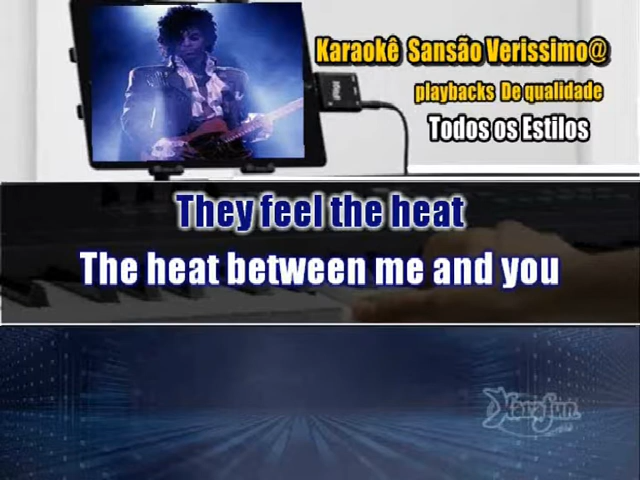 Karaokê Sansão Verissimo@
playbacks De qualidade
Todos os Estilos
They feel the heat
The heat between me and you
Karafun